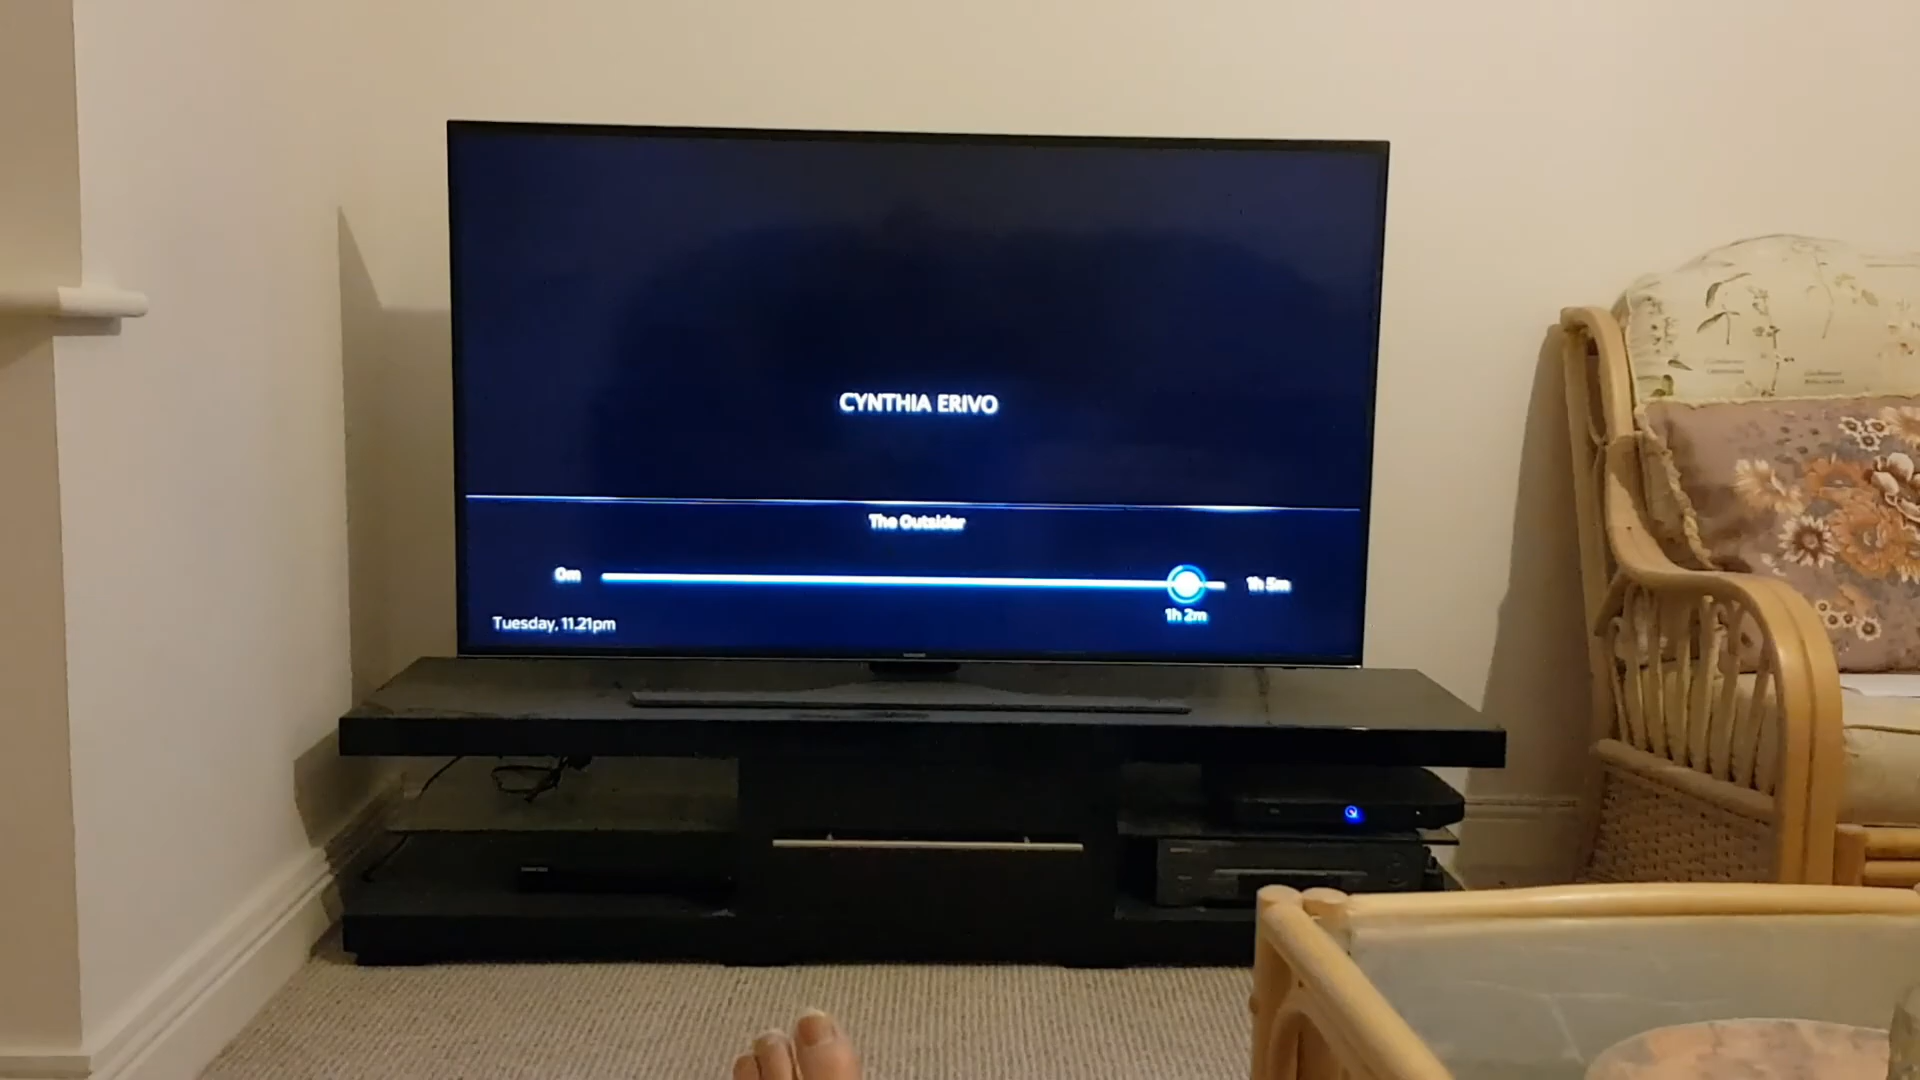 CYNTHIA ERIVO
The Outsider
0m
1h 5m
1h 2m
Tuesday, 11.21pm